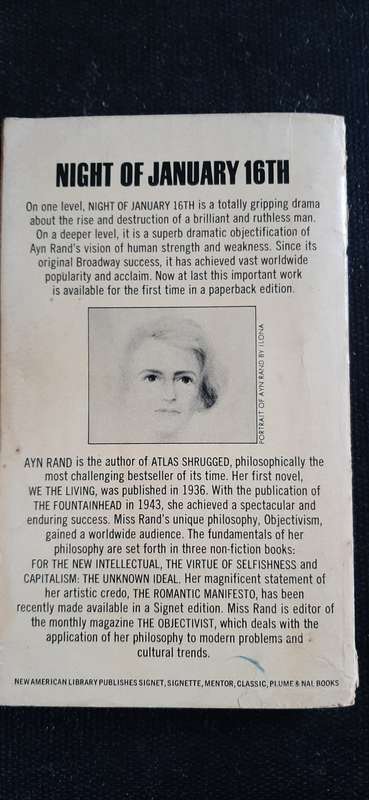 NIGHT OF JANUARY 16TH
On one level, NIGHT OF JANUARY 16TH is a totally gripping drama
about the rise and destruction of a brilliant and ruthless man.
On a deeper level, it is a superb dramatic objectification of
Ayn Rand's vision of human strength and weakness. Since its
original Broadway success, it has achieved vast worldwide
popularity and acclaim. Now at last this important work
is available for the first time in a paperback edition.
PORTRAIT OF AYN RAND BY ILONA
AYN RAND is the author of ATLAS SHRUGGED, philosophically the
most challenging bestseller of its time. Her first novel,
WE THE LIVING, was published in 1936. With the publication of
THE FOUNTAINHEAD in 1943, she achieved a spectacular and
enduring success. Miss Rand's unique philosophy, Objectivism,
gained a worldwide audience. The fundamentals of her
philosophy are set forth in three non-fiction books:
FOR THE NEW INTELLECTUAL, THE VIRTUE OF SELFISHNESS and
CAPITALISM: THE UNKNOWN IDEAL. Her magnificent statement of
her artistic credo, THE ROMANTIC MANIFESTO, has been
recently made available in a Signet edition. Miss Rand is editor of
the monthly magazine THE OBJECTIVIST, which deals with the
application of her philosophy to modern problems and
cultural trends.
NEW AMERICAN LIBRARY PUBLISHES SIGNET, SIGNETTE, MENTOR, CLASSIC, PLUME & NAL BOOKS